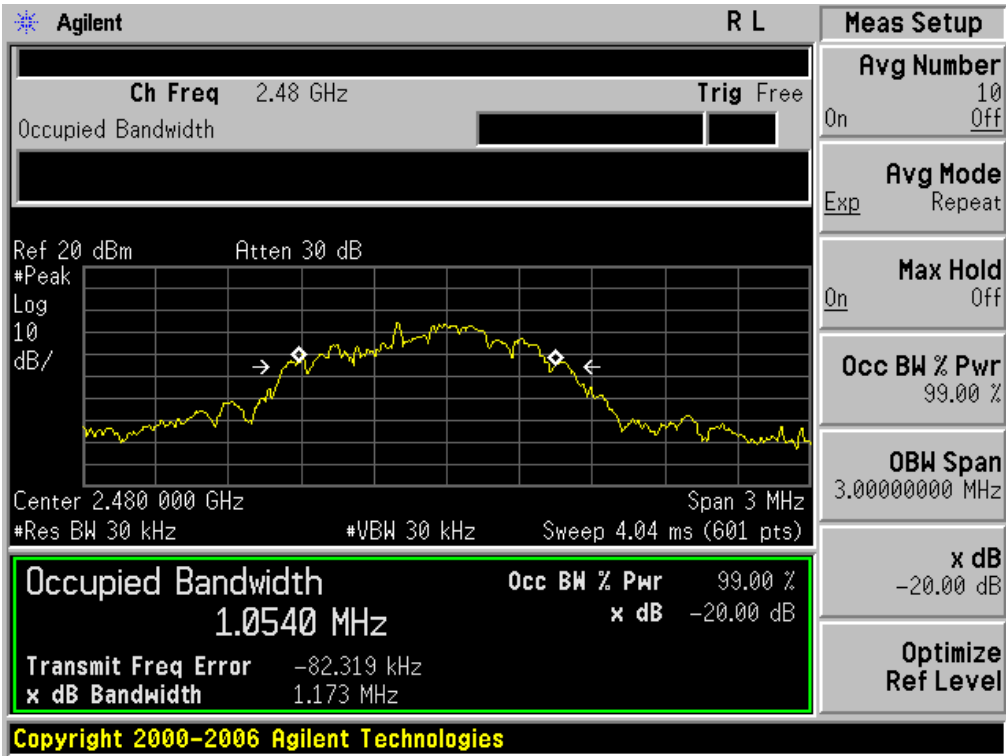 Agilent R L
Ch Freq 2.48 GHz Trig Free
Occupied Bandwidth
Ref 20 dBm Atten 30 dB
#Peak
Log
10
dB/
Center 2.480 000 GHz Span 3 MHz
#Res BW 30 kHz #VBW 30 kHz Sweep 4.04 ms (601 pts)
Occupied Bandwidth Occ BW % Pwr 99.00 %
1.0540 MHz x dB -20.00 dB
Transmit Freq Error -82.319 kHz
x dB Bandwidth 1.173 MHz
Copyright 2000-2006 Agilent Technologies
Meas Setup
Avg Number
10
On Off
Avg Mode
Exp Repeat
Max Hold
On Off
Occ BW % Pwr
99.00 %
OBW Span
3.00000000 MHz
x dB
-20.00 dB
Optimize
Ref Level